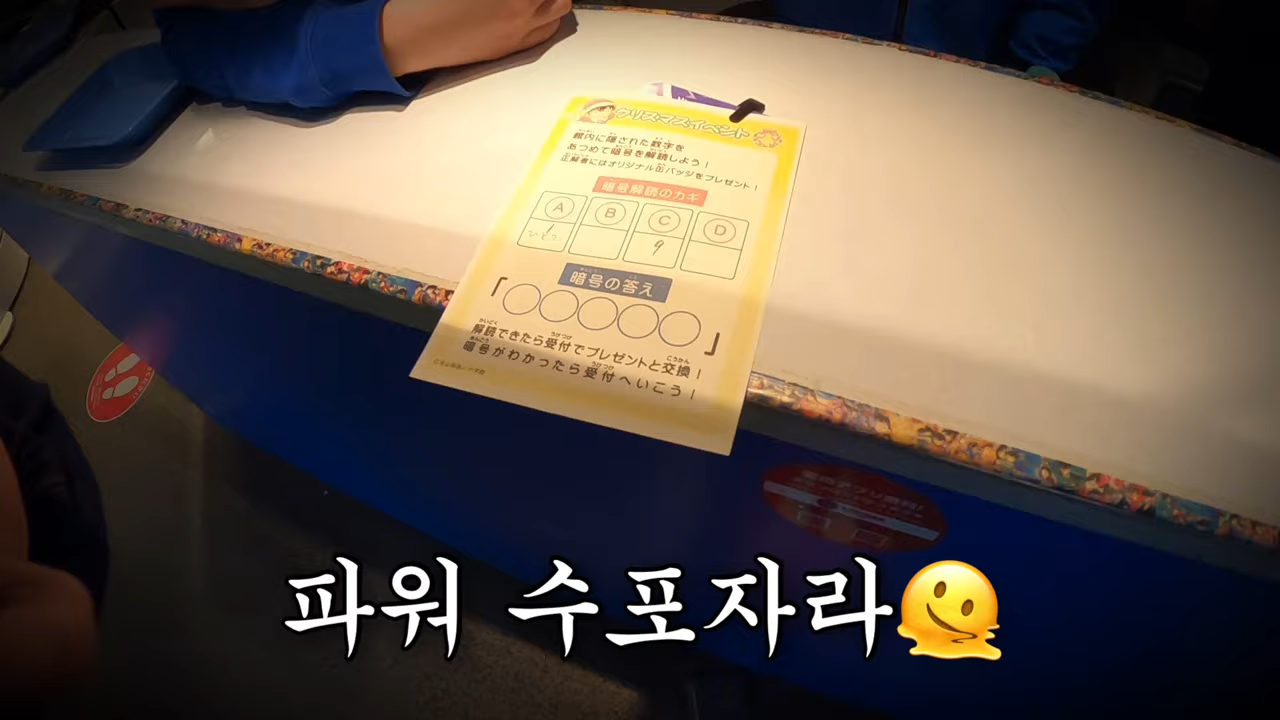 クリスマスイベント
館内に隠された数字を
あつめて暗号を解読しよう!
正解者にはオリジナル缶バッジをプレゼント!
暗号解読のカギ
A B C D
9
暗号の答え
「 」
解読できたら受付でプレゼントと交換!
暗号がわかったら受付へいこう!
파워 수포자라🫠